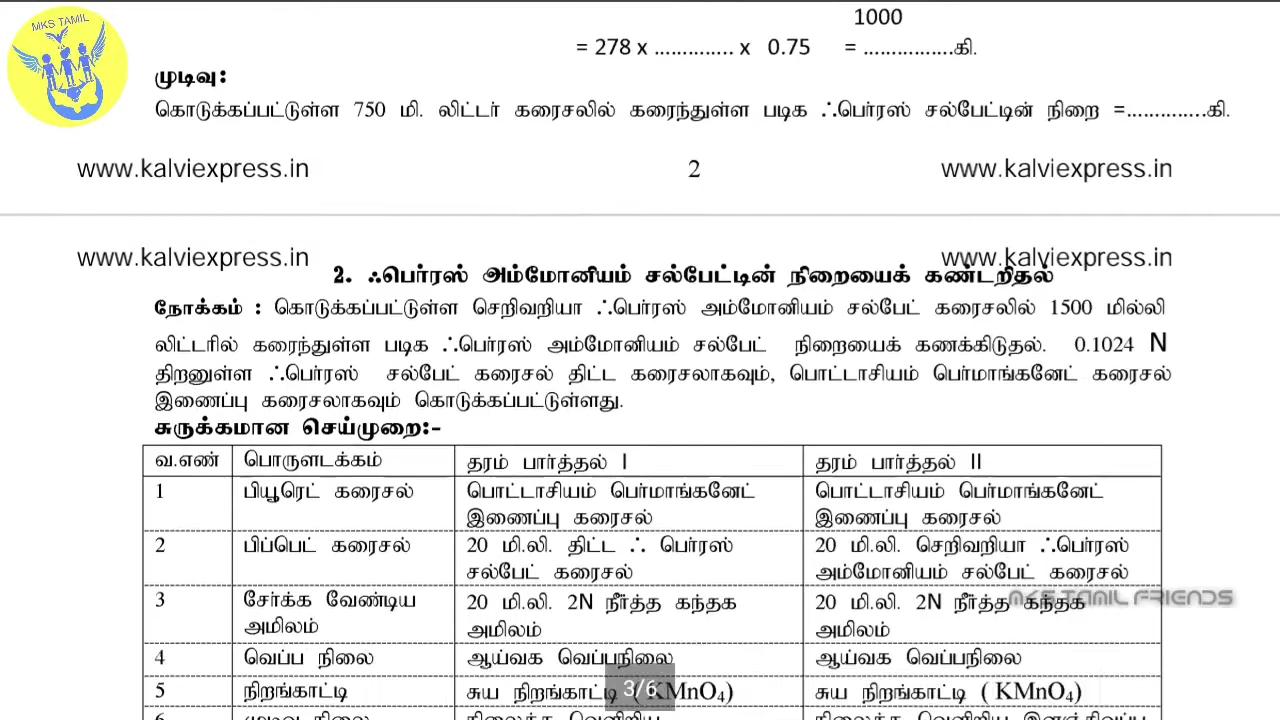 MKS TAMIL
1000
= 278 x .............. x 0.75 = ................கி.
முடிவு:
கொடுக்கப்பட்டுள்ள 750 மி. லிட்டர் கரைசலில் கரைந்துள்ள படிக ஃபெர்ரஸ் சல்பேட்டின் நிறை =..............கி.
www.kalviexpress.in 2 www.kalviexpress.in
www.kalviexpress.in www.kalviexpress.in
2. ஃபெர்ரஸ் அம்மோனியம் சல்பேட்டின் நிறையைக் கண்டறிதல்
நோக்கம் : கொடுக்கப்பட்டுள்ள செறிவறியா ஃபெர்ரஸ் அம்மோனியம் சல்பேட் கரைசலில் 1500 மில்லி
லிட்டரில் கரைந்துள்ள படிக ஃபெர்ரஸ் அம்மோனியம் சல்பேட் நிறையைக் கணக்கிடுதல். 0.1024 N
திறனுள்ள ஃபெர்ரஸ் சல்பேட் கரைசல் திட்ட கரைசலாகவும், பொட்டாசியம் பெர்மாங்கனேட் கரைசல்
இணைப்பு கரைசலாகவும் கொடுக்கப்பட்டுள்ளது.
சுருக்கமான செய்முறை:-
வ.எண் பொருளடக்கம் தரம் பார்த்தல் I தரம் பார்த்தல் II
1 பியூரெட் கரைசல் பொட்டாசியம் பெர்மாங்கனேட் பொட்டாசியம் பெர்மாங்கனேட்
இணைப்பு கரைசல் இணைப்பு கரைசல்
2 பிப்பெட் கரைசல் 20 மி.லி. திட்ட ஃ பெர்ரஸ் 20 மி.லி. செறிவறியா ஃபெர்ரஸ்
சல்பேட் கரைசல் அம்மோனியம் சல்பேட் கரைசல்
3 சேர்க்க வேண்டிய 20 மி.லி. 2N நீர்த்த கந்தக 20 மி.லி. 2N நீர்த்த கந்தக
MKS TAMIL FRIENDS
அமிலம் அமிலம் அமிலம்
4 வெப்ப நிலை ஆய்வக வெப்பநிலை ஆய்வக வெப்பநிலை
5 நிறங்காட்டி சுய நிறங்காட்டி (KMnO4) சுய நிறங்காட்டி ( KMnO4)
3/6